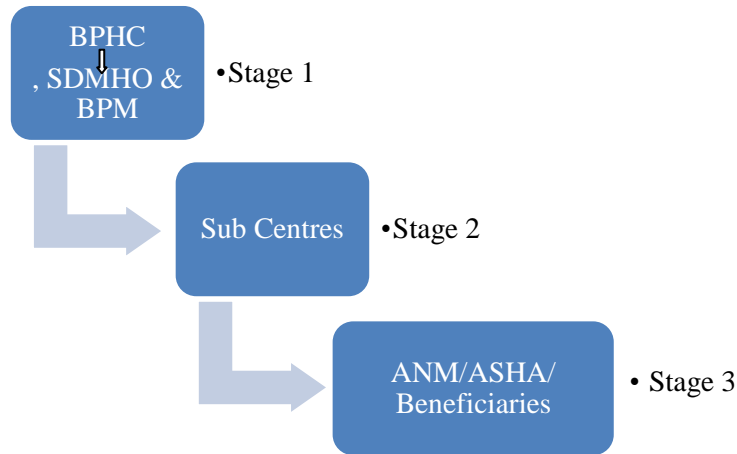 BPHC
, SDMHO &
BPM
•Stage 1
Sub Centres
•Stage 2
ANM/ASHA/
Beneficiaries
• Stage 3